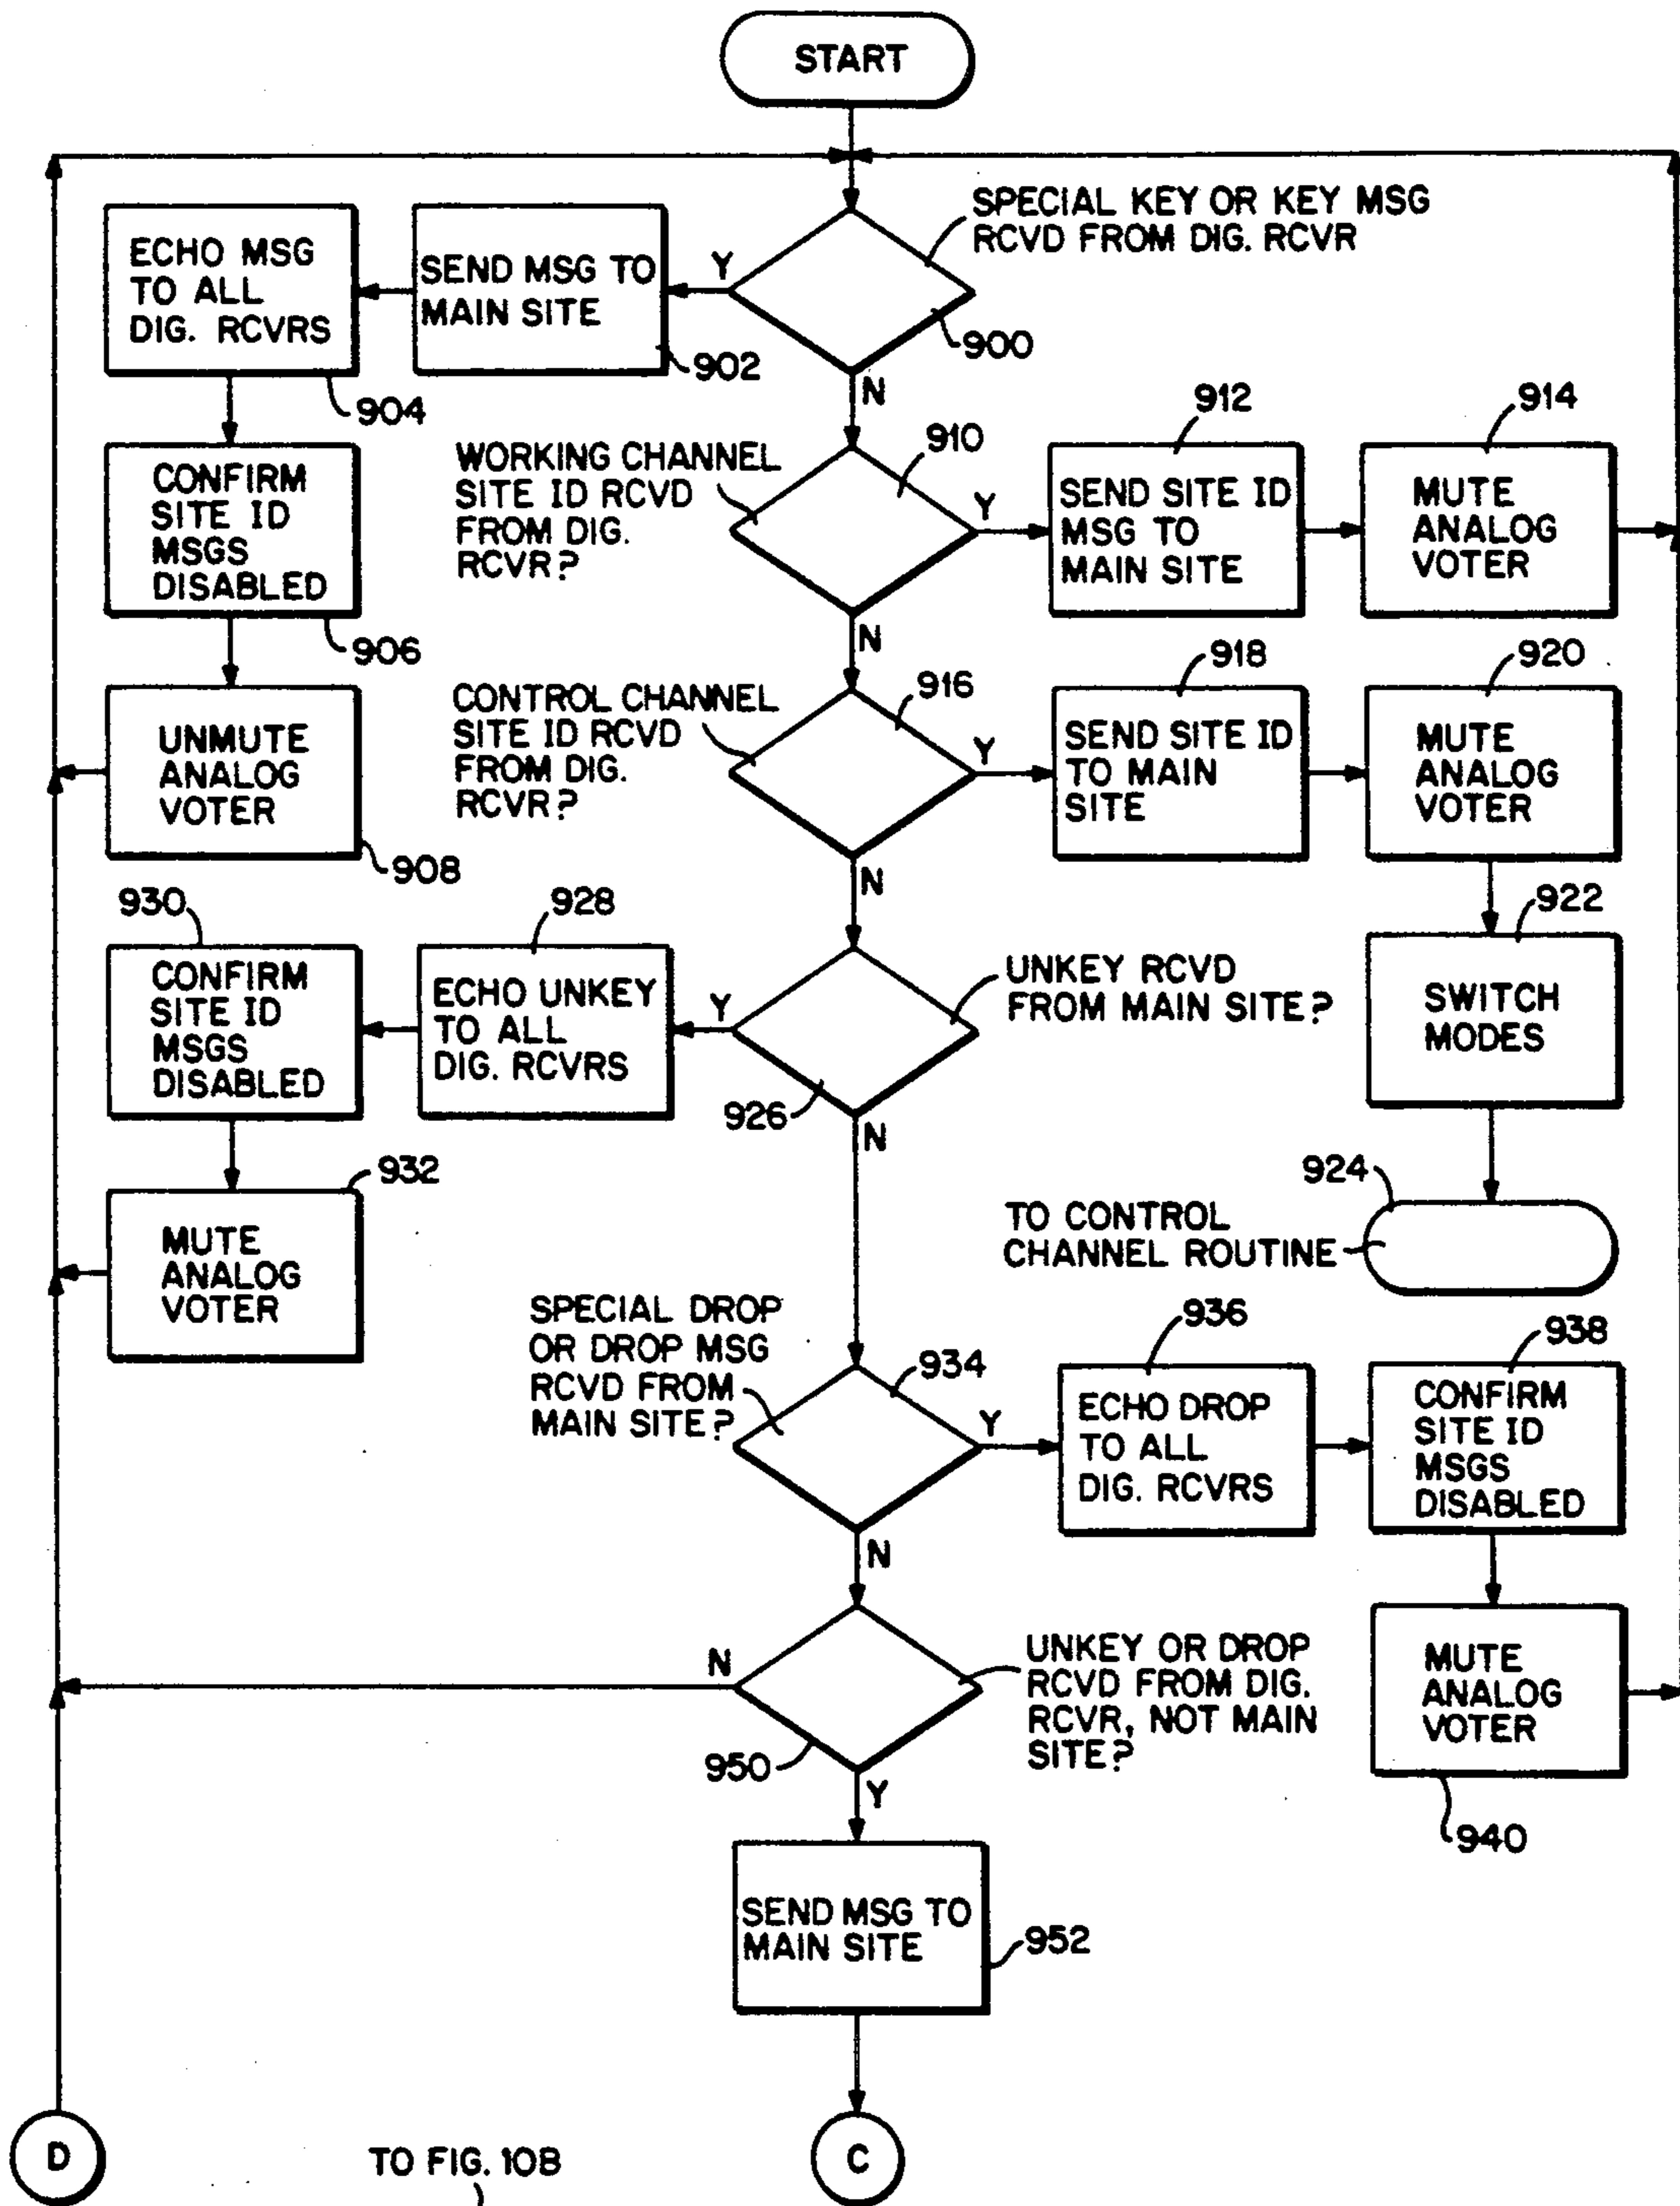 START
SPECIAL KEY OR KEY MSG
RCVD FROM DIG. RCVR
900
Y
N
SEND MSG TO
MAIN SITE
902
ECHO MSG
TO ALL
DIG. RCVRS
904
CONFIRM
SITE ID
MSGS
DISABLED
906
UNMUTE
ANALOG
VOTER
908
WORKING CHANNEL
SITE ID RCVD
FROM DIG.
RCVR?
910
Y
N
912
SEND SITE ID
MSG TO
MAIN SITE
914
MUTE
ANALOG
VOTER
CONTROL CHANNEL
SITE ID RCVD
FROM DIG.
RCVR?
916
Y
N
918
SEND SITE ID
TO MAIN
SITE
920
MUTE
ANALOG
VOTER
922
SWITCH
MODES
924
TO CONTROL
CHANNEL ROUTINE
UNKEY RCVD
FROM MAIN SITE?
926
Y
N
928
ECHO UNKEY
TO ALL
DIG. RCVRS
930
CONFIRM
SITE ID
MSGS
DISABLED
932
MUTE
ANALOG
VOTER
SPECIAL DROP
OR DROP MSG
RCVD FROM
MAIN SITE?
934
Y
N
936
ECHO DROP
TO ALL
DIG. RCVRS
938
CONFIRM
SITE ID
MSGS
DISABLED
MUTE
ANALOG
VOTER
940
N
UNKEY OR DROP
RCVD FROM DIG.
RCVR, NOT MAIN
SITE?
950
Y
SEND MSG TO
MAIN SITE
952
D
TO FIG. 10B
C